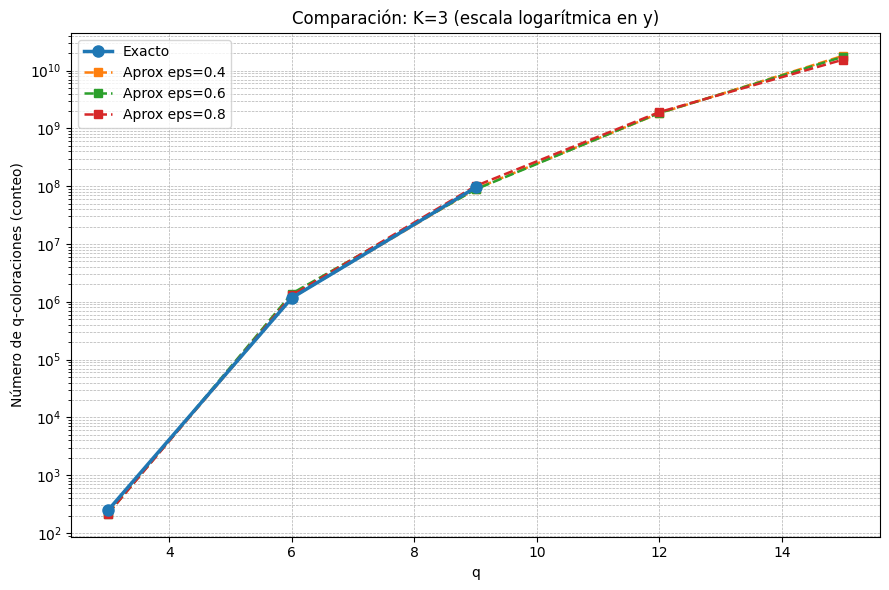 Comparación: K=3 (escala logarítmica en y)
Exacto
Aprox eps=0.4
Aprox eps=0.6
Aprox eps=0.8
Número de q-coloraciones (conteo)
10^10
10^9
10^8
10^7
10^6
10^5
10^4
10^3
10^2
4 6 8 10 12 14
q